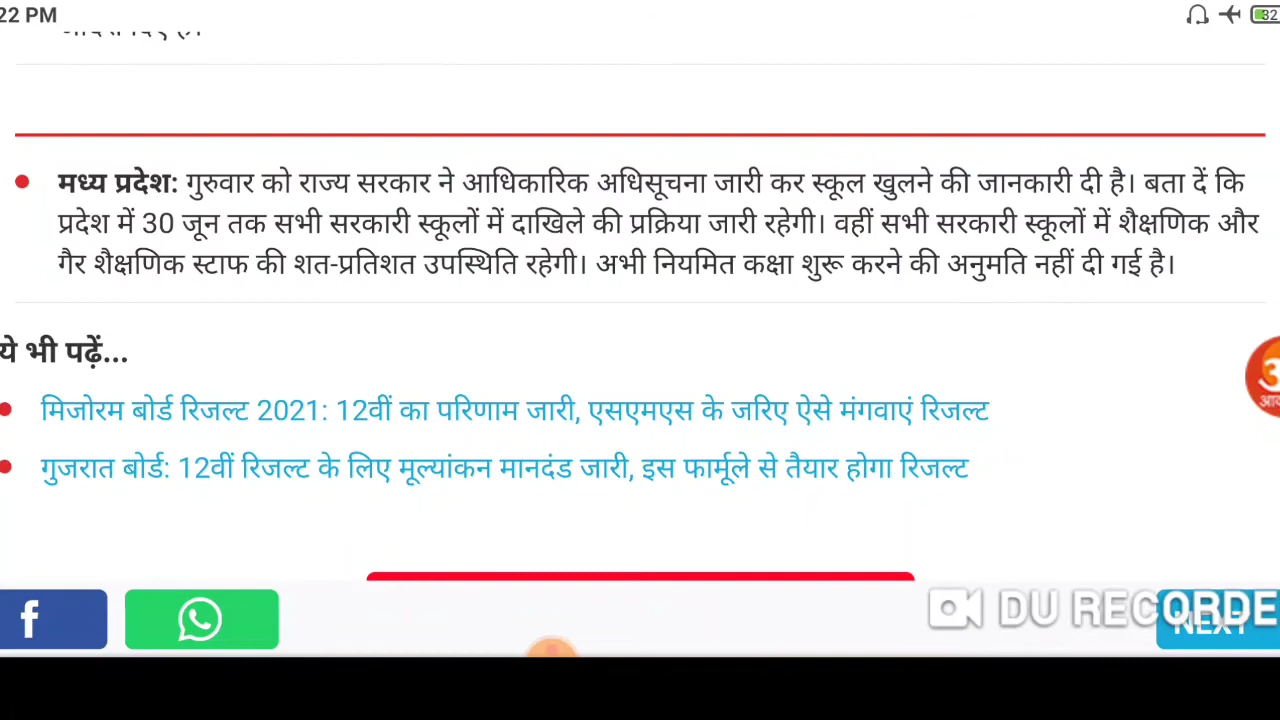 22 PM
32
मध्य प्रदेश: गुरुवार को राज्य सरकार ने आधिकारिक अधिसूचना जारी कर स्कूल खुलने की जानकारी दी है। बता दें कि
प्रदेश में 30 जून तक सभी सरकारी स्कूलों में दाखिले की प्रक्रिया जारी रहेगी। वहीं सभी सरकारी स्कूलों में शैक्षणिक और
गैर शैक्षणिक स्टाफ की शत-प्रतिशत उपस्थिति रहेगी। अभी नियमित कक्षा शुरू करने की अनुमति नहीं दी गई है।
ये भी पढ़ें...
मिजोरम बोर्ड रिजल्ट 2021: 12वीं का परिणाम जारी, एसएमएस के जरिए ऐसे मंगवाएं रिजल्ट
गुजरात बोर्ड: 12वीं रिजल्ट के लिए मूल्यांकन मानदंड जारी, इस फार्मूले से तैयार होगा रिजल्ट
DU RECORDE
NEXT